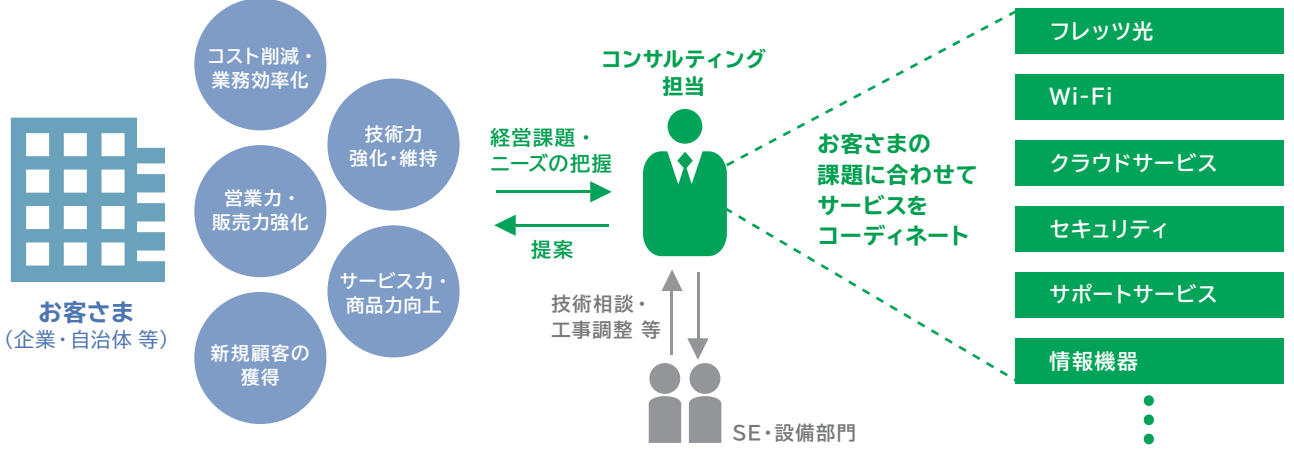 お客さま
(企業・自治体 等)
コスト削減・
業務効率化
技術力
強化・維持
営業力・
販売力強化
サービス力・
商品力向上
新規顧客の
獲得
経営課題・
ニーズの把握
提案
コンサルティング
担当
技術相談・
工事調整 等
SE・設備部門
お客さまの
課題に合わせて
サービスを
コーディネート
フレッツ光
Wi-Fi
クラウドサービス
セキュリティ
サポートサービス
情報機器